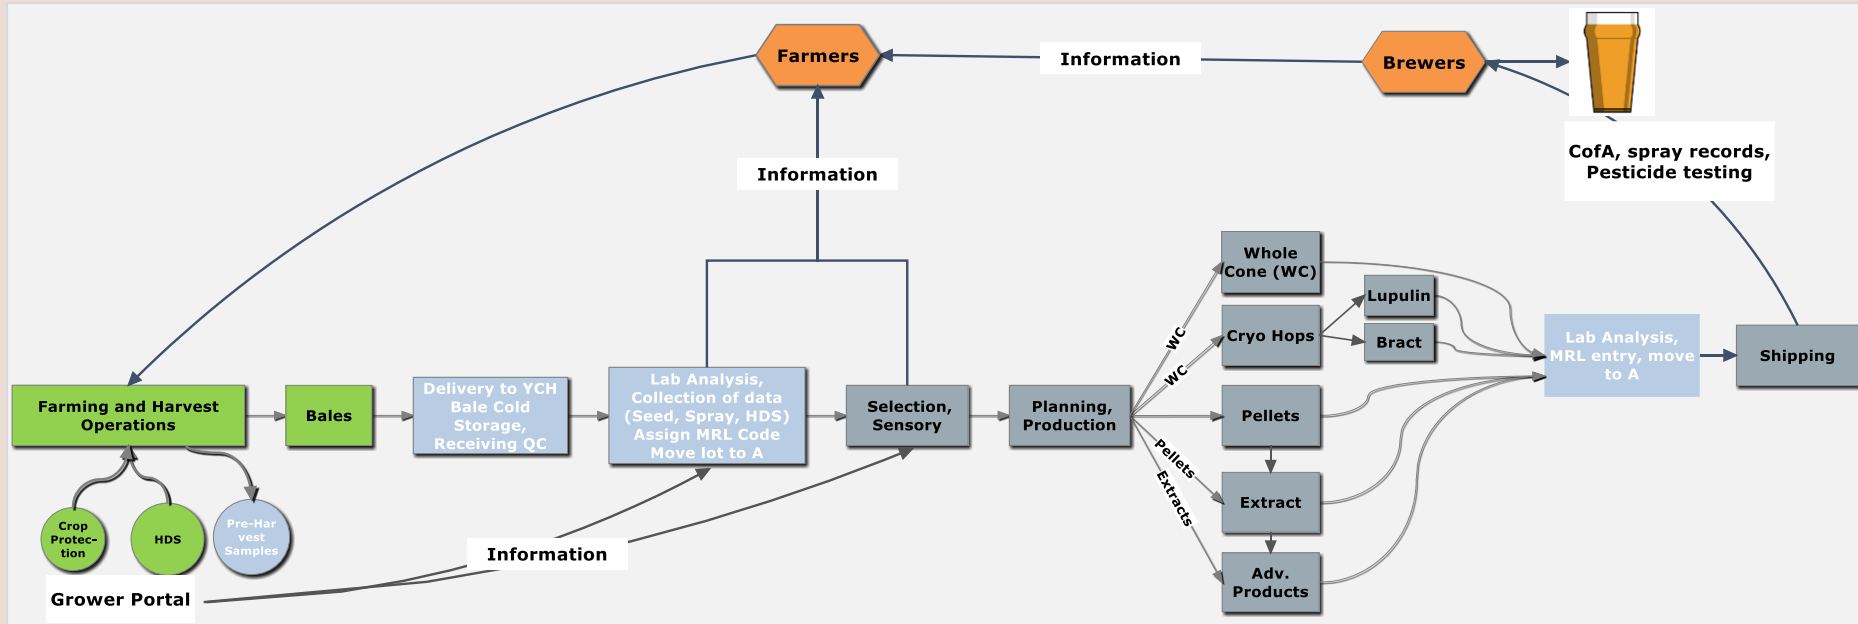 Farmers
Information
Brewers
CofA, spray records,
Pesticide testing
Information
Whole
Cone (WC)
Lupulin
Cryo Hops
Bract
WC
WC
Lab Analysis,
MRL entry, move
to A
Shipping
Farming and Harvest
Operations
Bales
Delivery to YCH
Bale Cold
Storage,
Receiving QC
Lab Analysis,
Collection of data
(Seed, Spray, HDS)
Assign MRL Code
Move lot to A
Selection,
Sensory
Planning,
Production
Pellets
Pellets
Extracts
Extract
Adv.
Products
Crop
Protec-
tion
HDS
Pre-Har
vest
Samples
Information
Grower Portal